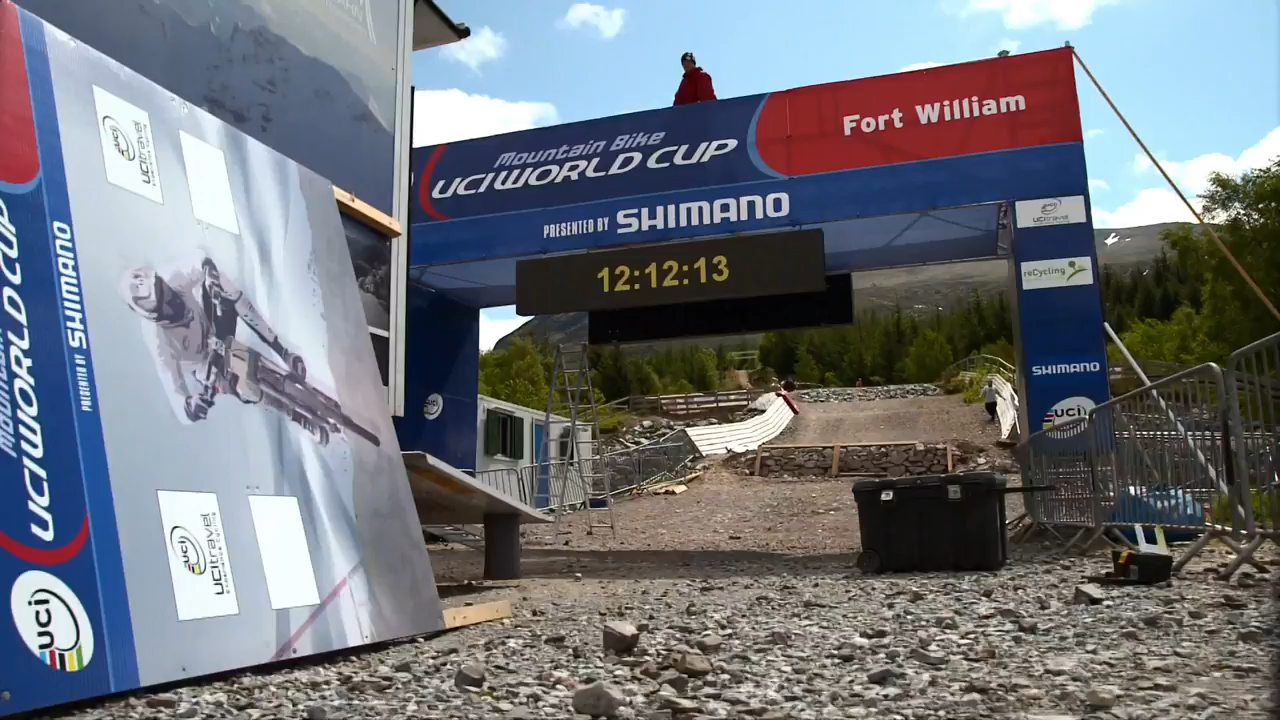 Mountain Bike
UCI WORLD CUP
Fort William
PRESENTED BY SHIMANO
12:12:13
uci travel
reCycling
SHIMANO
uci
Mountain Bike
UCI WORLD CUP
PRESENTED BY SHIMANO
uci
uci travel
uci travel